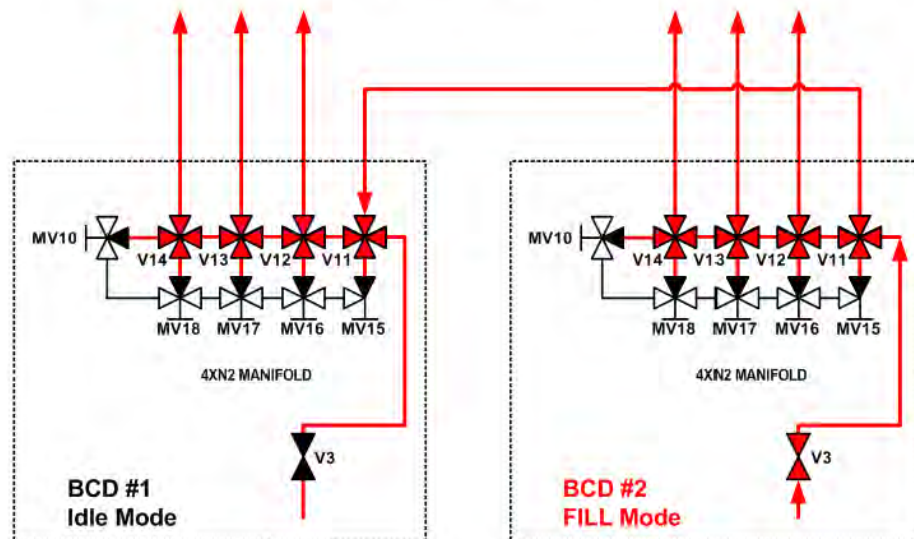 MV10
V14 V13 V12 V11
MV18 MV17 MV16 MV15
4XN2 MANIFOLD
V3
BCD #1
Idle Mode
MV10
V14 V13 V12 V11
MV18 MV17 MV16 MV15
4XN2 MANIFOLD
V3
BCD #2
FILL Mode